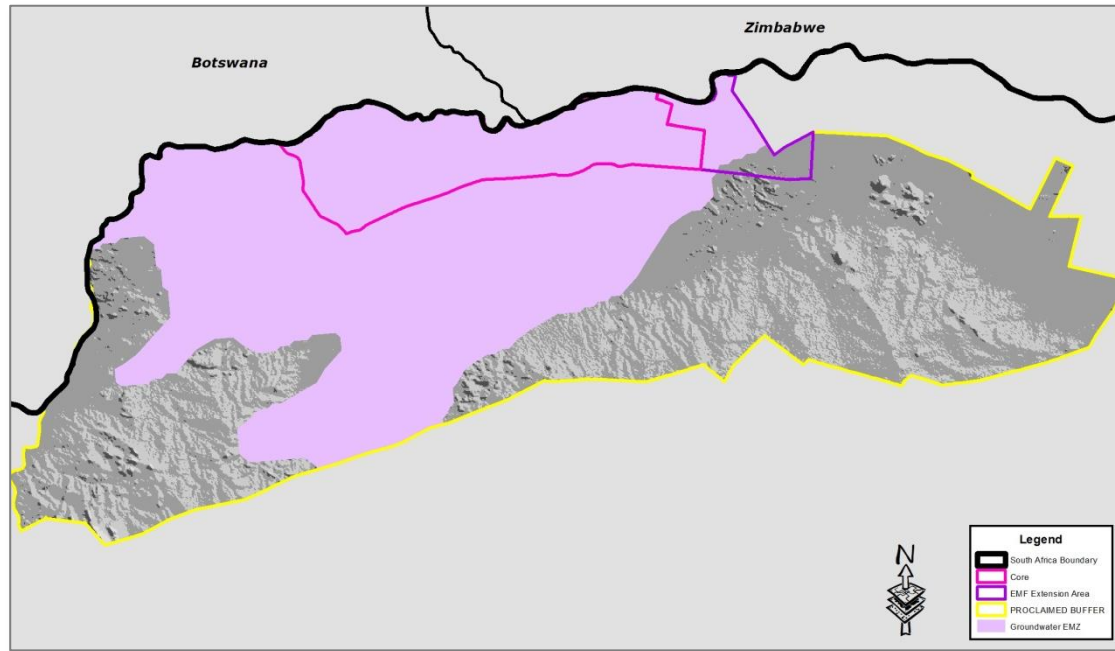 Zimbabwe
Botswana
N
Legend
South Africa Boundary
Core
EMF Extension Area
PROCLAIMED BUFFER
Groundwater EMZ